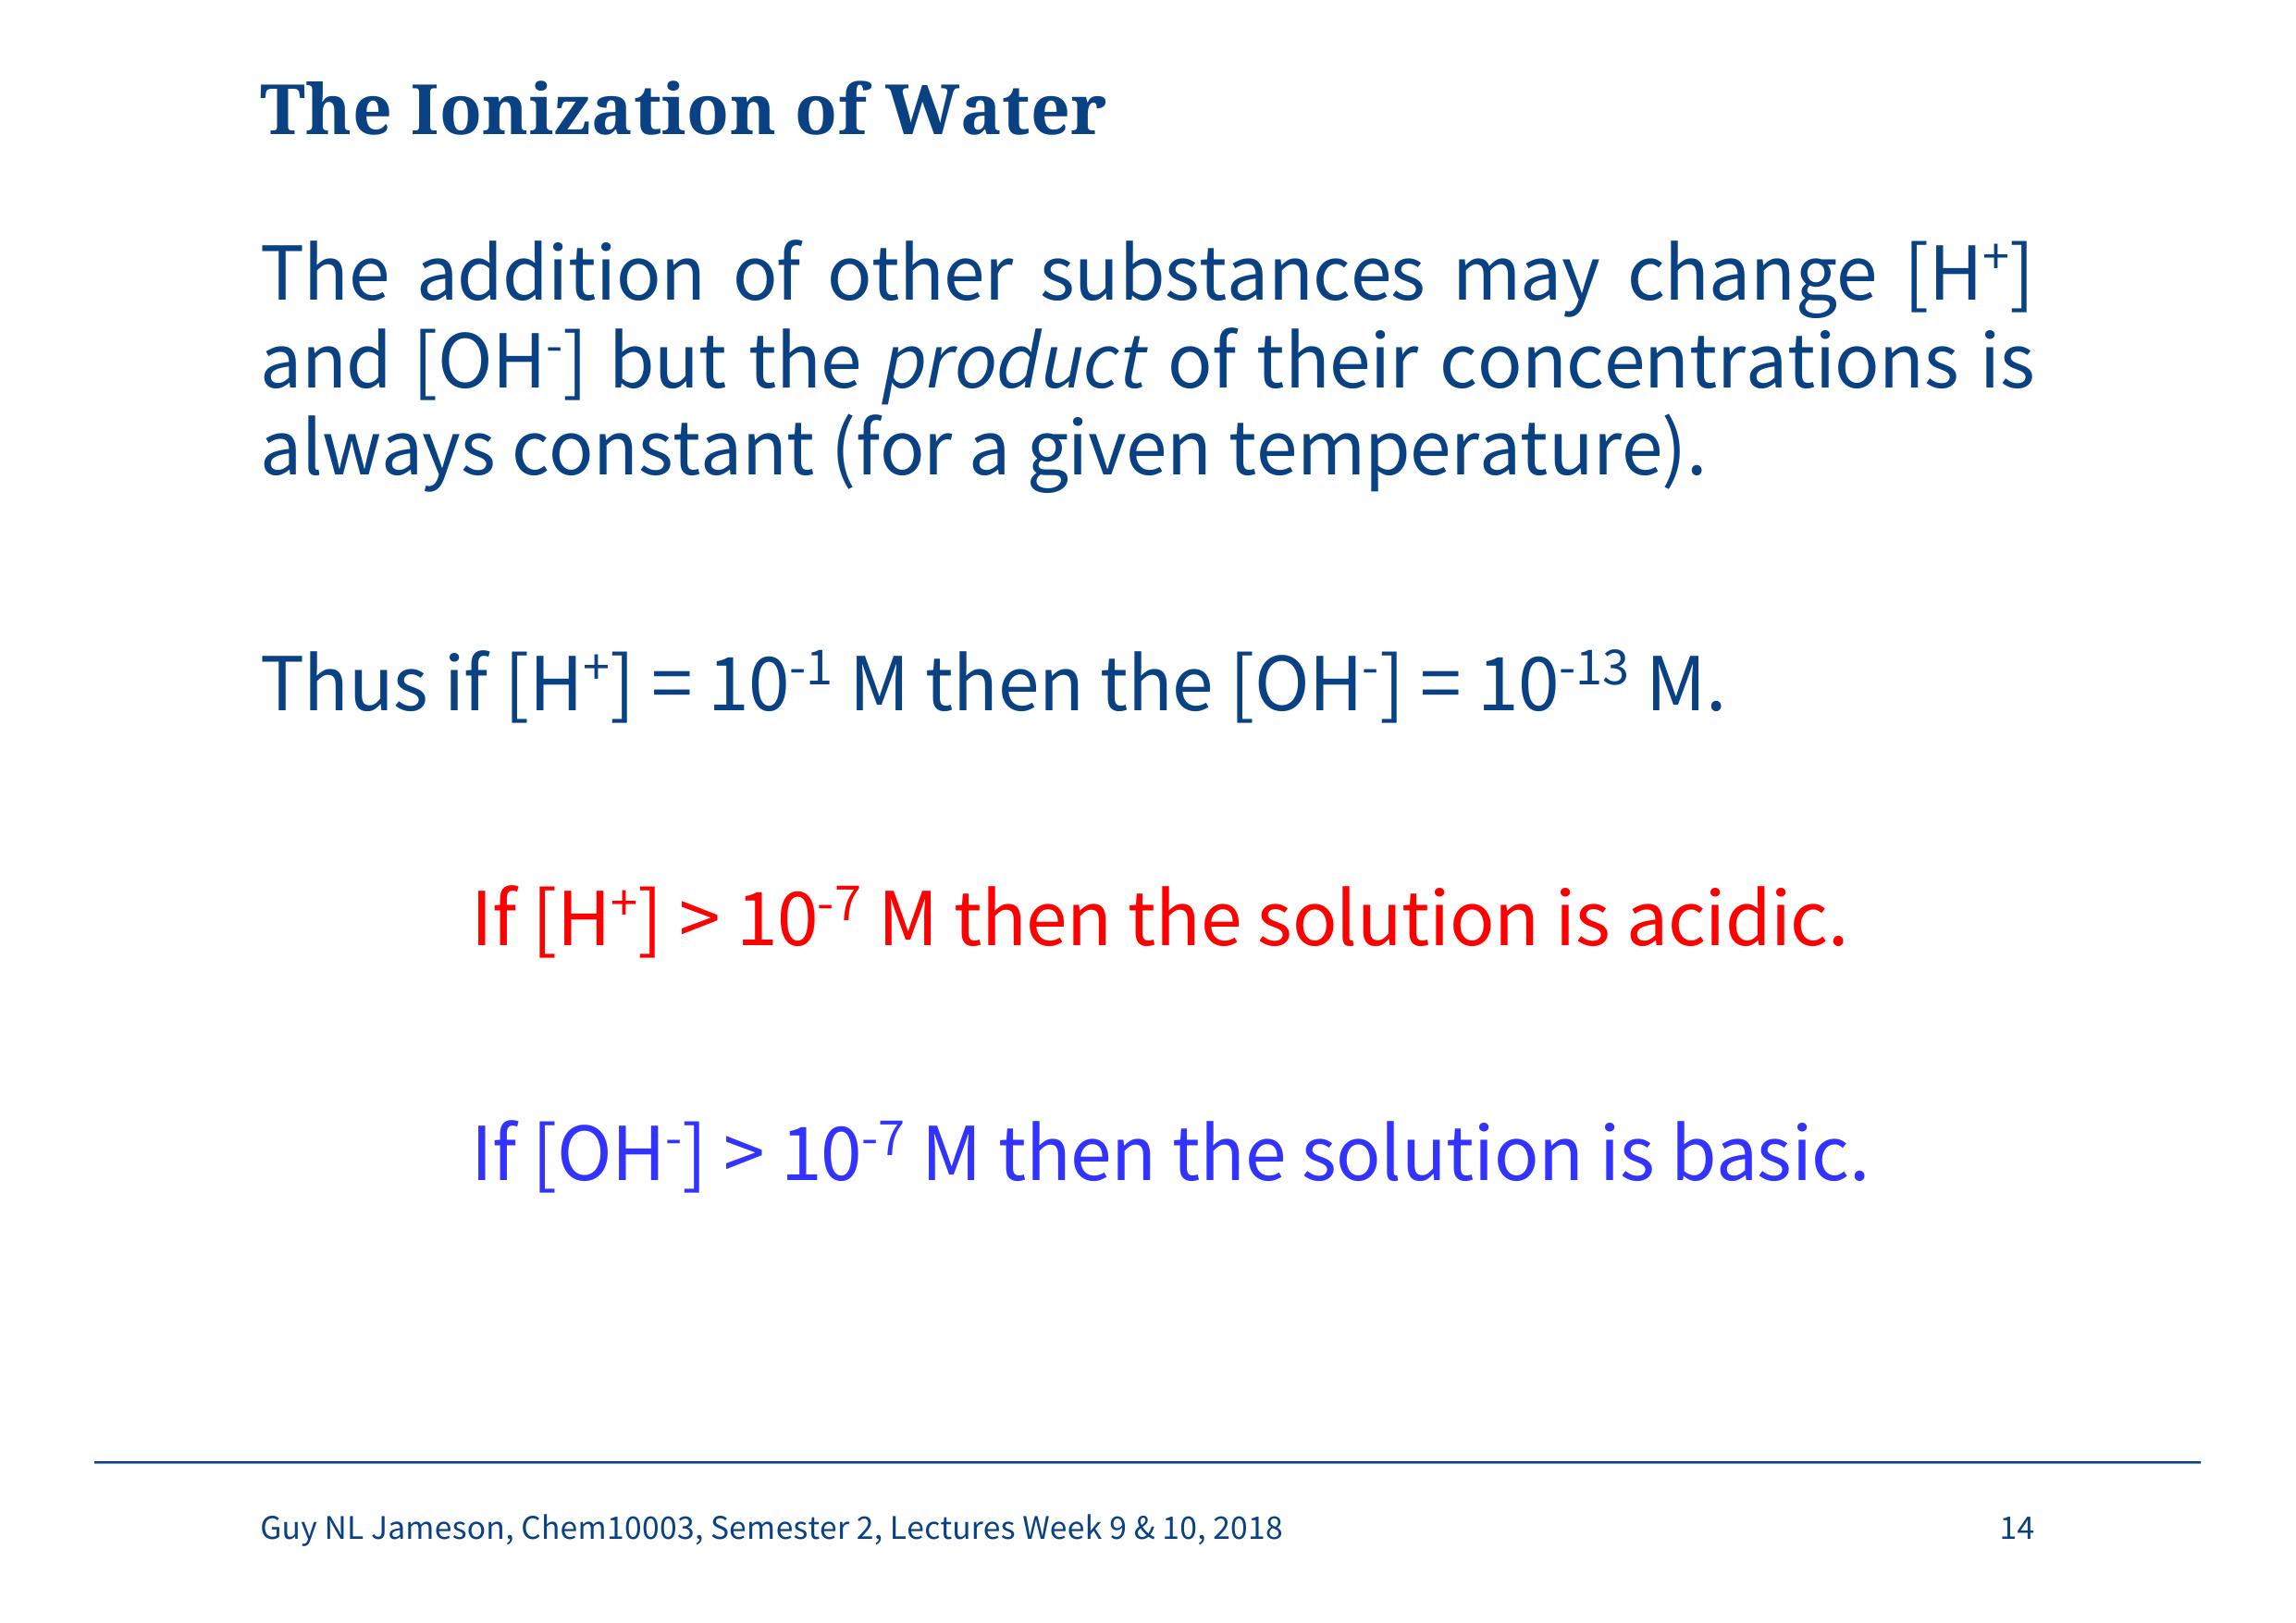 The Ionization of Water
The addition of other substances may change [H⁺]
and [OH⁻] but the product of their concentrations is
always constant (for a given temperature).
Thus if [H⁺] = 10⁻¹ M then the [OH⁻] = 10⁻¹³ M.
If [H⁺] > 10⁻⁷ M then the solution is acidic.
If [OH⁻] > 10⁻⁷ M then the solution is basic.
Guy NL Jameson, Chem10003, Semester 2, Lectures Week 9 & 10, 2018 14